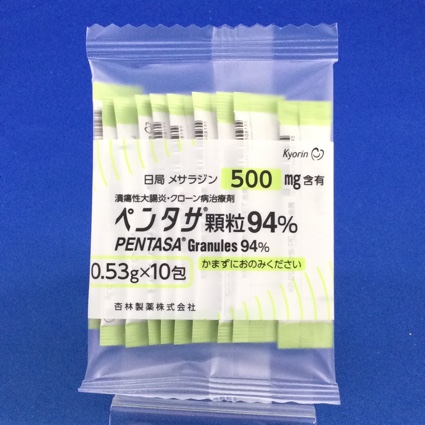 Kyorin
日局 メサラジン 500 mg 含有
潰瘍性大腸炎・クローン病治療剤
ペンタサ® 顆粒94%
PENTASA® Granules 94%
0.53g×10包 かまずにおのみください
杏林製薬株式会社